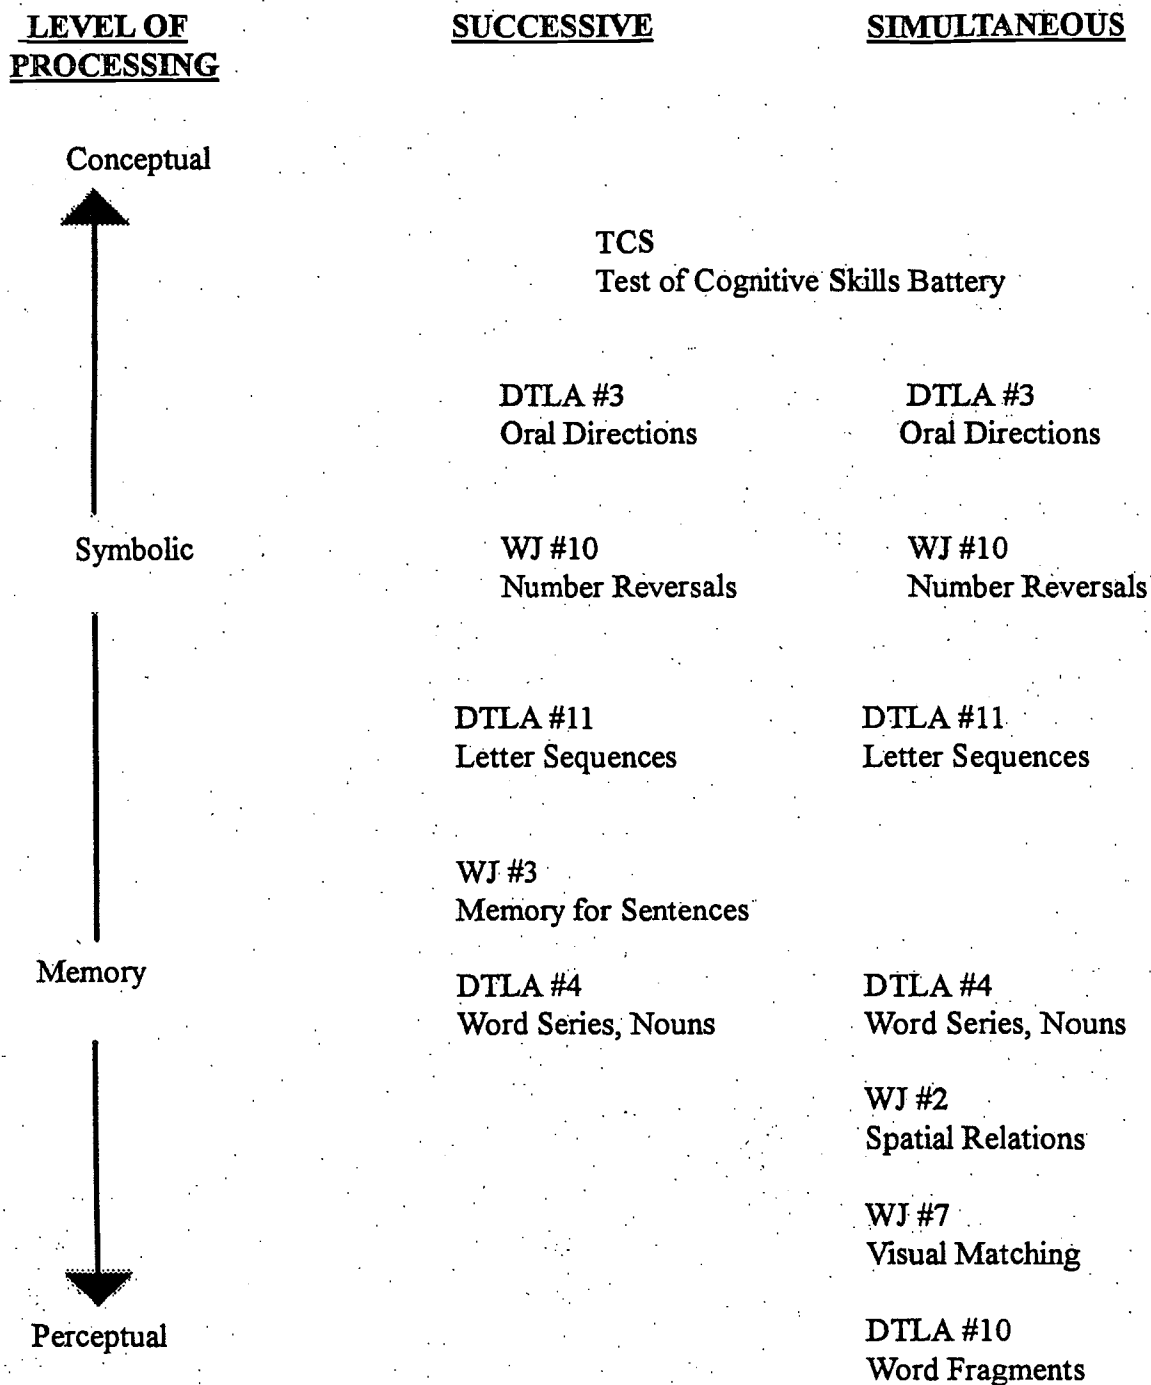 LEVEL OF SUCCESSIVE SIMULTANEOUS
PROCESSING
Conceptual
TCS
Test of Cognitive Skills Battery
DTLA #3 DTLA #3
Oral Directions Oral Directions
Symbolic WJ #10 WJ #10
Number Reversals Number Reversals
DTLA #11 DTLA #11
Letter Sequences Letter Sequences
WJ #3
Memory for Sentences
Memory DTLA #4 DTLA #4
Word Series, Nouns Word Series, Nouns
WJ #2
Spatial Relations
WJ #7
Visual Matching
Perceptual DTLA #10
Word Fragments